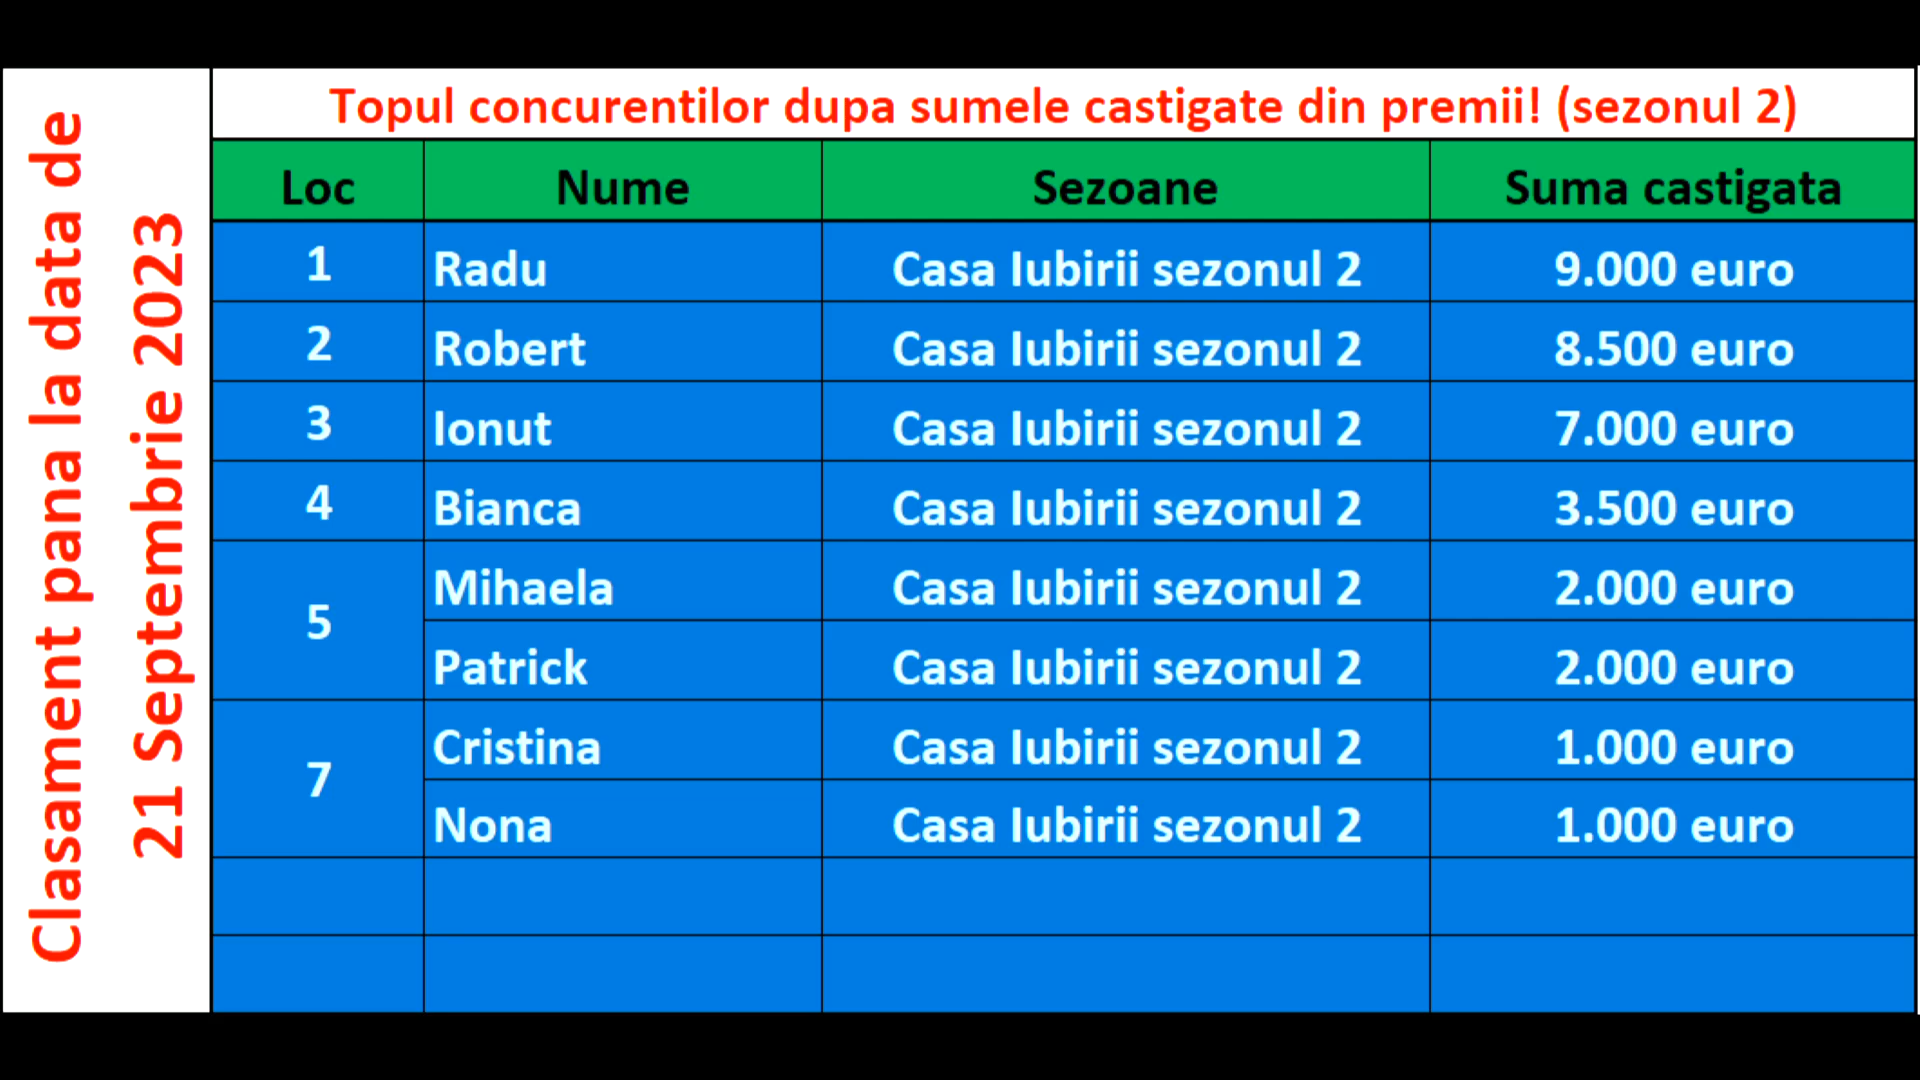 Clasament pana la data de
21 Septembrie 2023
Topul concurentilor dupa sumele castigate din premii! (sezonul 2)
Loc Nume Sezoane Suma castigata
1 Radu Casa Iubirii sezonul 2 9.000 euro
2 Robert Casa Iubirii sezonul 2 8.500 euro
3 Ionut Casa Iubirii sezonul 2 7.000 euro
4 Bianca Casa Iubirii sezonul 2 3.500 euro
5 Mihaela Casa Iubirii sezonul 2 2.000 euro
Patrick Casa Iubirii sezonul 2 2.000 euro
7 Cristina Casa Iubirii sezonul 2 1.000 euro
Nona Casa Iubirii sezonul 2 1.000 euro